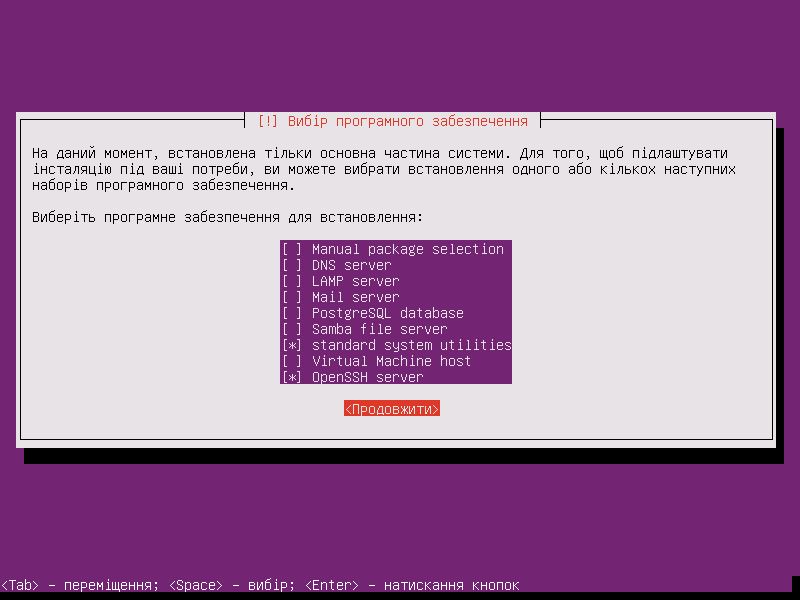 [!] Вибір програмного забезпечення
На даний момент, встановлена тільки основна частина системи. Для того, щоб підлаштувати
інсталяцію під ваші потреби, ви можете вибрати встановлення одного або кількох наступних
наборів програмного забезпечення.
Виберіть програмне забезпечення для встановлення:
[ ] Manual package selection
[ ] DNS server
[ ] LAMP server
[ ] Mail server
[ ] PostgreSQL database
[ ] Samba file server
[*] standard system utilities
[ ] Virtual Machine host
[*] OpenSSH server
<Продовжити>
<Tab> - переміщення; <Space> - вибір; <Enter> - натискання кнопок